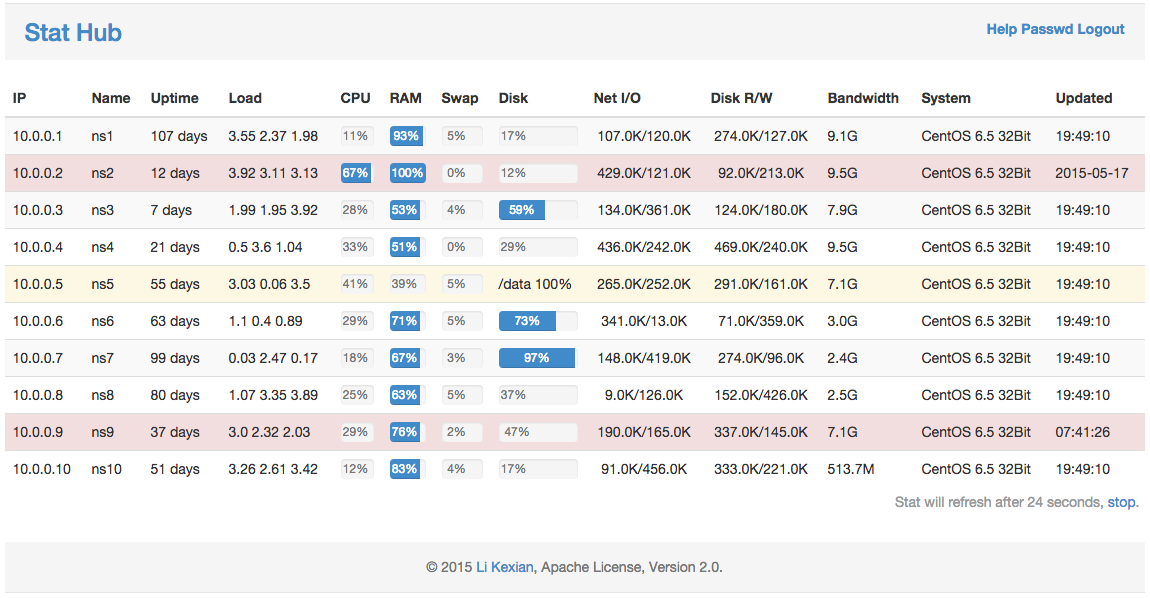 Stat Hub
Help Passwd Logout
IP Name Uptime Load CPU RAM Swap Disk Net I/O Disk R/W Bandwidth System Updated
10.0.0.1 ns1 107 days 3.55 2.37 1.98 11% 93% 5% 17% 107.0K/120.0K 274.0K/127.0K 9.1G CentOS 6.5 32Bit 19:49:10
10.0.0.2 ns2 12 days 3.92 3.11 3.13 67% 100% 0% 12% 429.0K/121.0K 92.0K/213.0K 9.5G CentOS 6.5 32Bit 2015-05-17
10.0.0.3 ns3 7 days 1.99 1.95 3.92 28% 53% 4% 59% 134.0K/361.0K 124.0K/180.0K 7.9G CentOS 6.5 32Bit 19:49:10
10.0.0.4 ns4 21 days 0.5 3.6 1.04 33% 51% 0% 29% 436.0K/242.0K 469.0K/240.0K 9.5G CentOS 6.5 32Bit 19:49:10
10.0.0.5 ns5 55 days 3.03 0.06 3.5 41% 39% 5% /data 100% 265.0K/252.0K 291.0K/161.0K 7.1G CentOS 6.5 32Bit 19:49:10
10.0.0.6 ns6 63 days 1.1 0.4 0.89 29% 71% 5% 73% 341.0K/13.0K 71.0K/359.0K 3.0G CentOS 6.5 32Bit 19:49:10
10.0.0.7 ns7 99 days 0.03 2.47 0.17 18% 67% 3% 97% 148.0K/419.0K 274.0K/96.0K 2.4G CentOS 6.5 32Bit 19:49:10
10.0.0.8 ns8 80 days 1.07 3.35 3.89 25% 63% 5% 37% 9.0K/126.0K 152.0K/426.0K 2.5G CentOS 6.5 32Bit 19:49:10
10.0.0.9 ns9 37 days 3.0 2.32 2.03 29% 76% 2% 47% 190.0K/165.0K 337.0K/145.0K 7.1G CentOS 6.5 32Bit 07:41:26
10.0.0.10 ns10 51 days 3.26 2.61 3.42 12% 83% 4% 17% 91.0K/456.0K 333.0K/221.0K 513.7M CentOS 6.5 32Bit 19:49:10
Stat will refresh after 24 seconds, stop.
© 2015 Li Kexian, Apache License, Version 2.0.